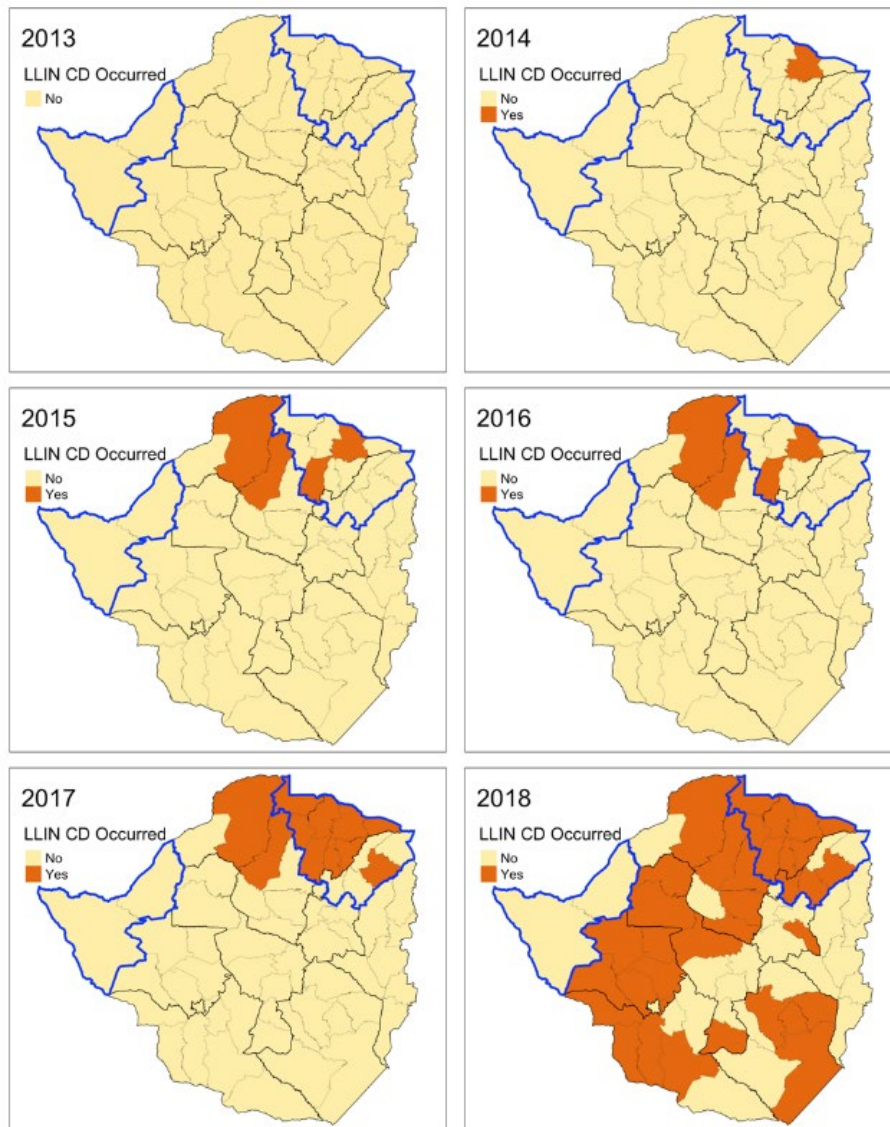 2013
LLIN CD Occurred
No
2014
LLIN CD Occurred
No
Yes
2015
LLIN CD Occurred
No
Yes
2016
LLIN CD Occurred
No
Yes
2017
LLIN CD Occurred
No
Yes
2018
LLIN CD Occurred
No
Yes